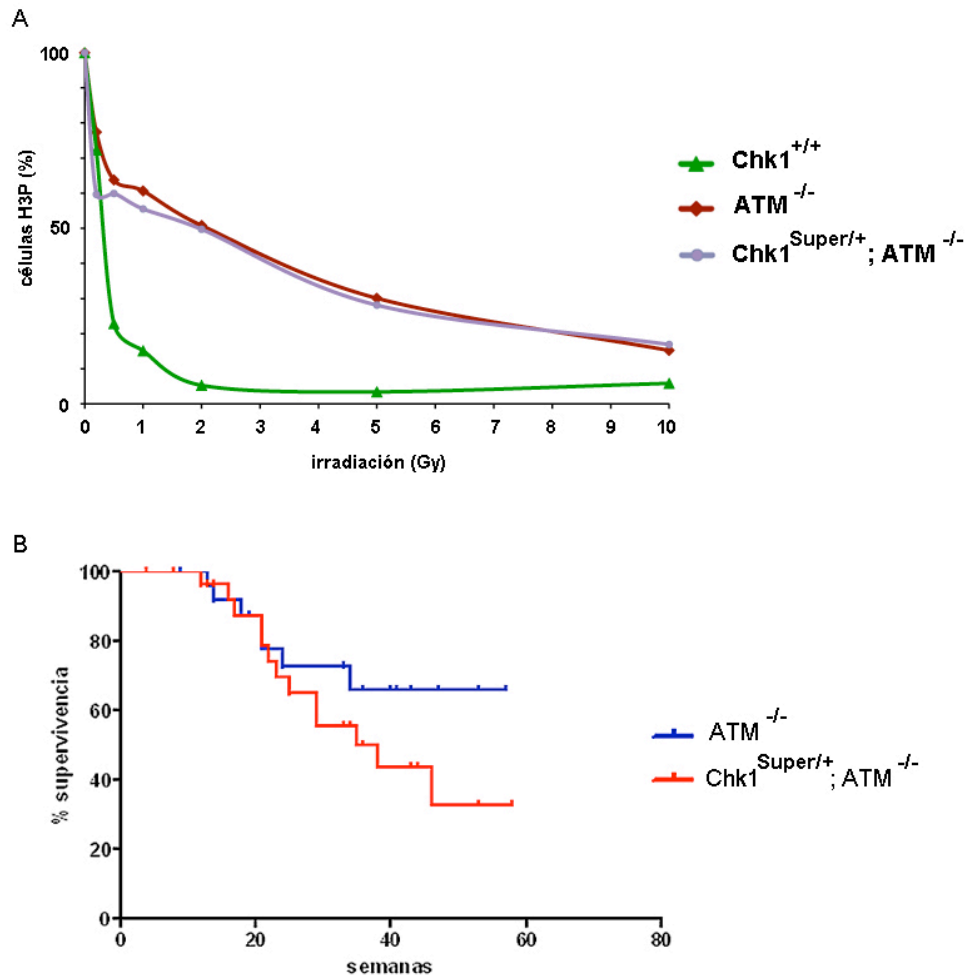 A
100
50
0
células H3P (%)
0 1 2 3 4 5 6 7 8 9 10
irradiación (Gy)
Chk1+/+
ATM -/-
Chk1Super/+; ATM -/-
B
100
80
60
40
20
0
% supervivencia
0 20 40 60 80
semanas
ATM -/-
Chk1Super/+; ATM -/-